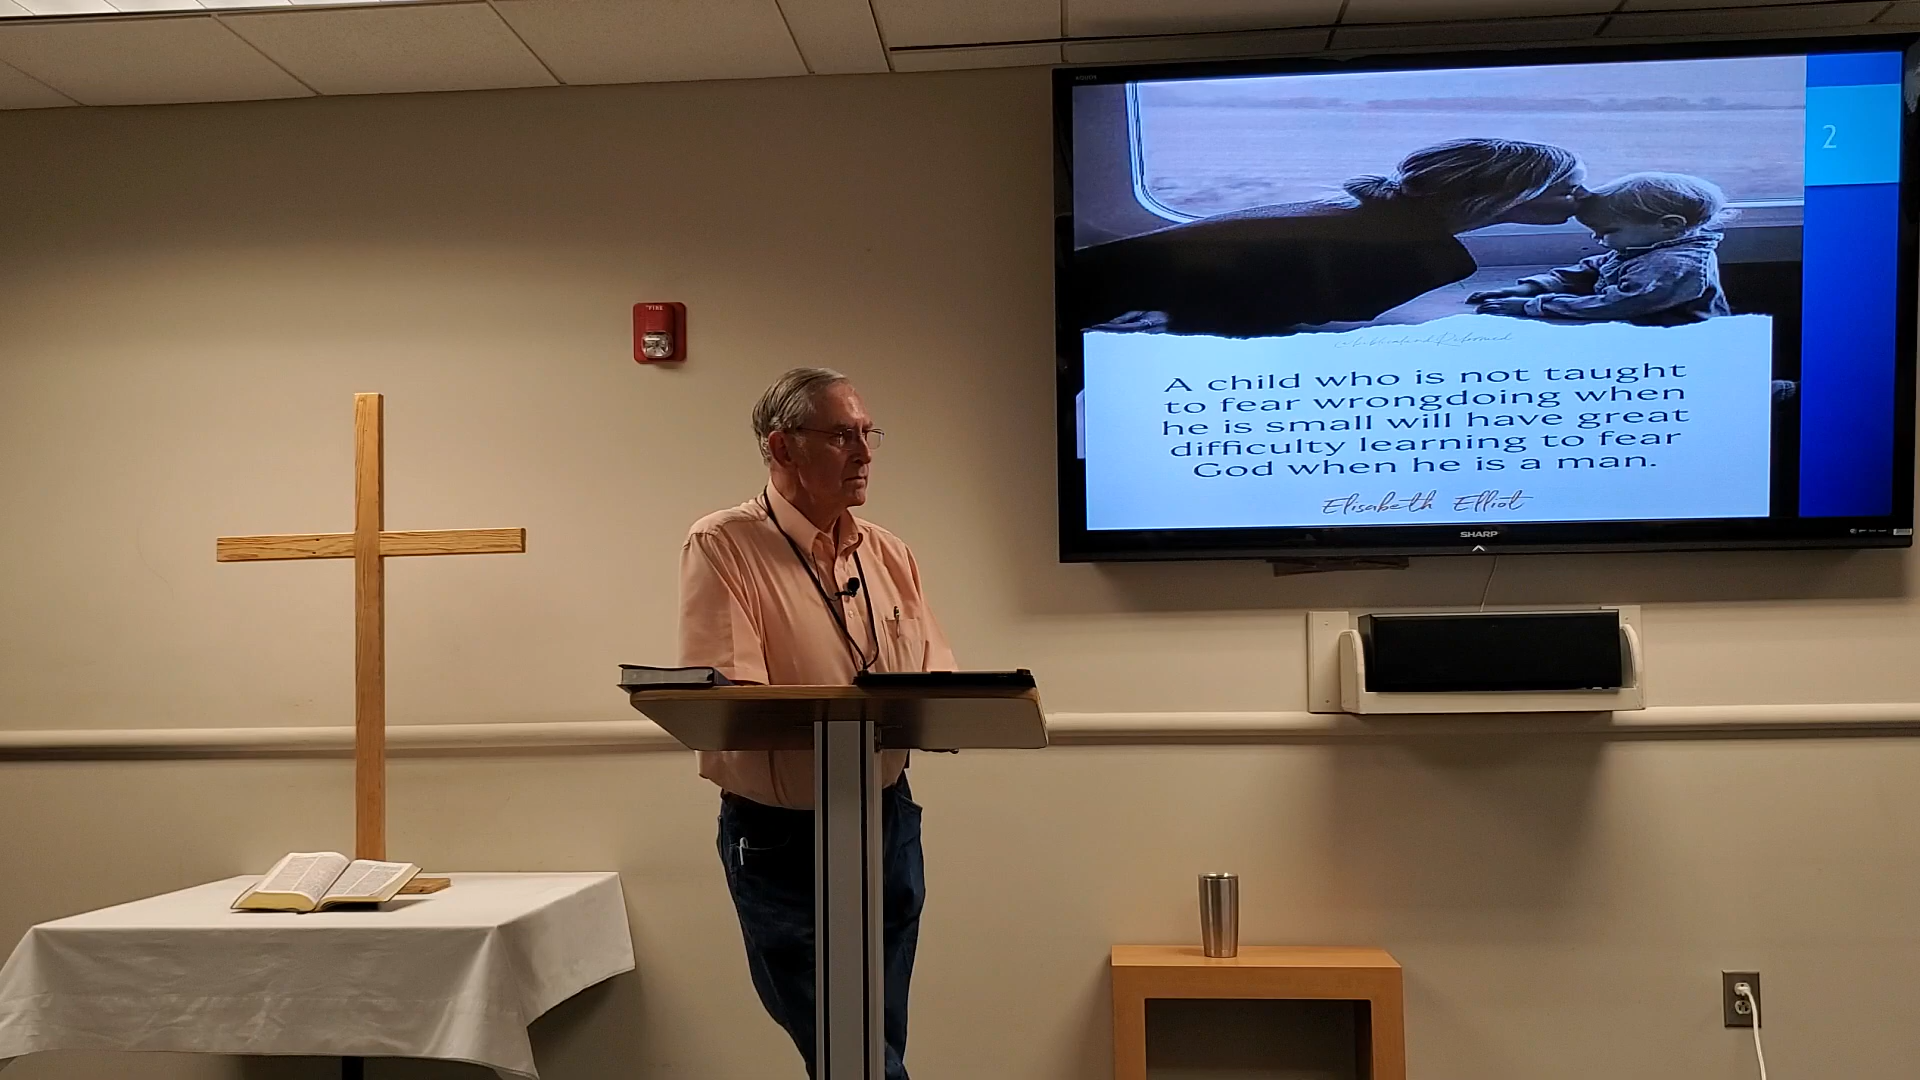 AQUOS
2
FIRE
A child who is not taught
to fear wrongdoing when
he is small will have great
difficulty learning to fear
God when he is a man.
Elisabeth Elliot
SHARP